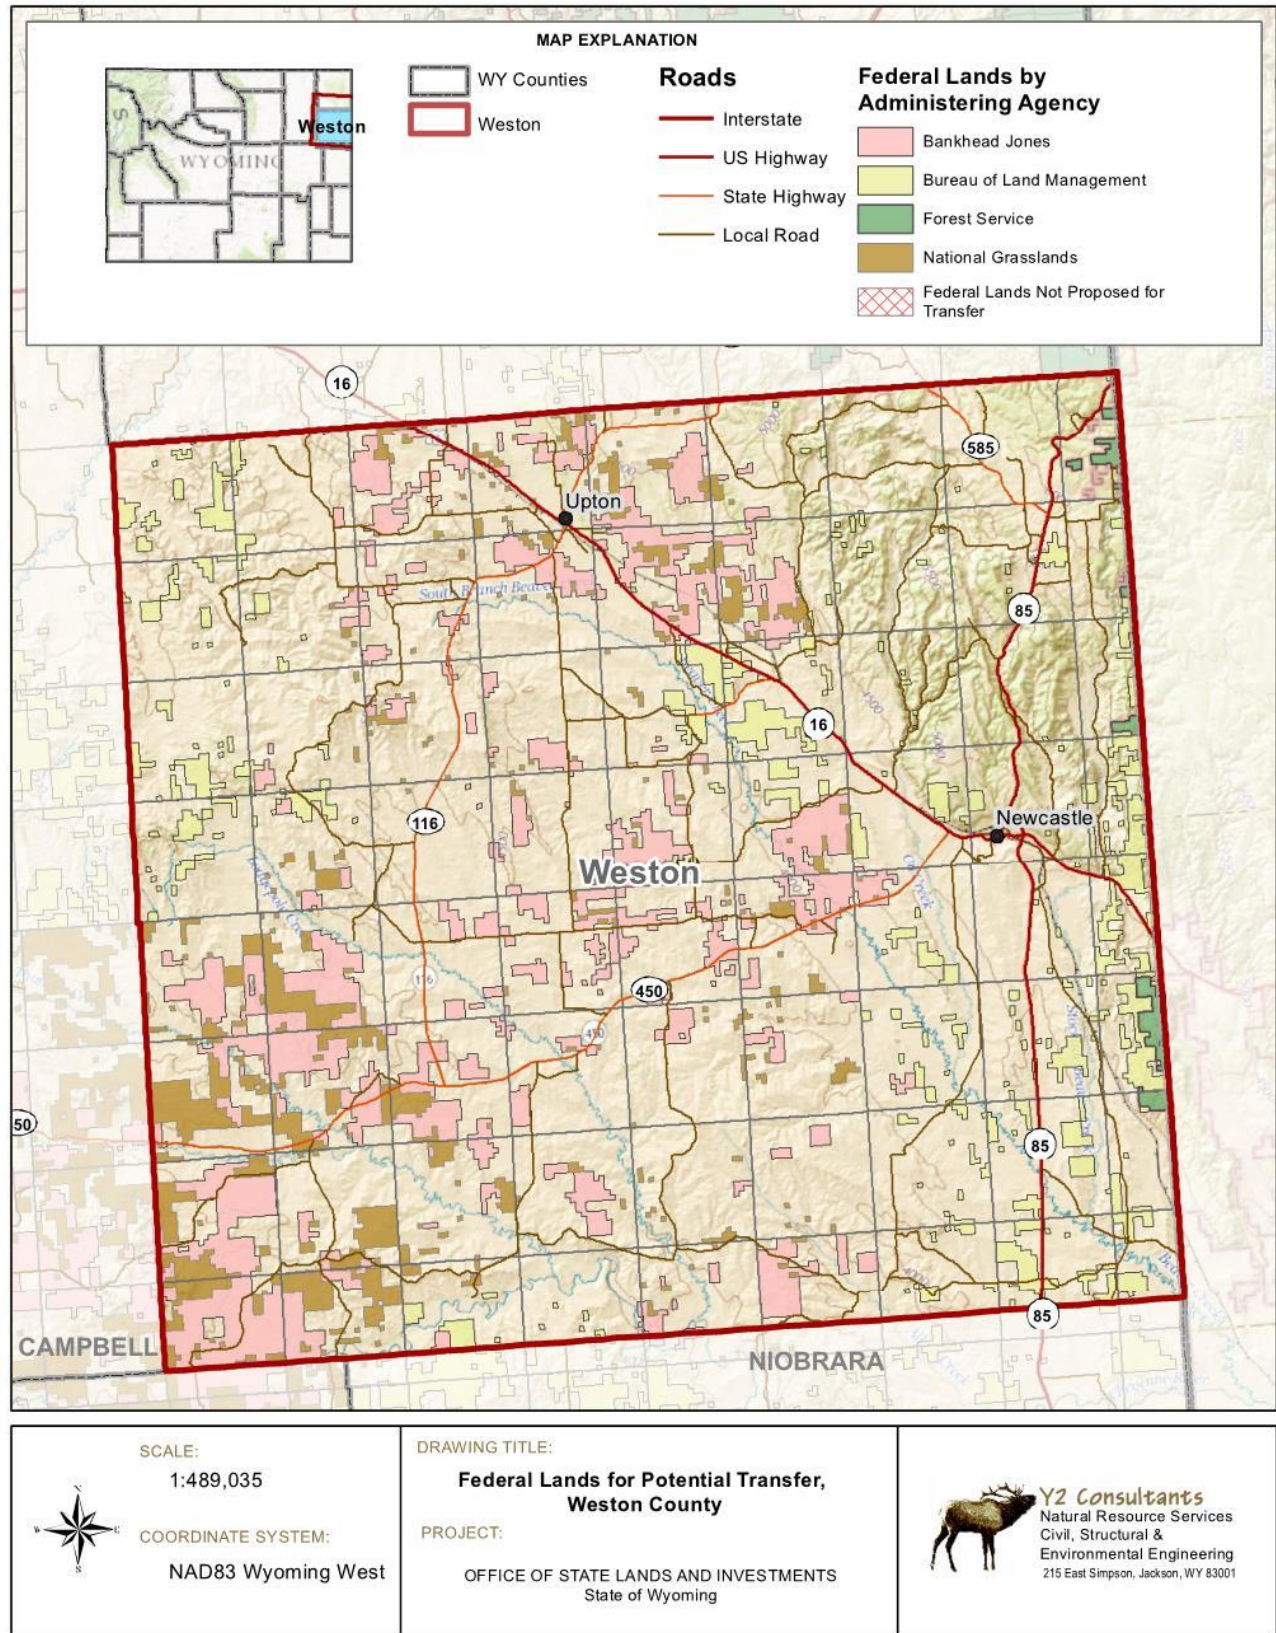 MAP EXPLANATION
S
Weston
WYOMING
WY Counties
Weston
Roads
Interstate
US Highway
State Highway
Local Road
Federal Lands by
Administering Agency
Bankhead Jones
Bureau of Land Management
Forest Service
National Grasslands
Federal Lands Not Proposed for
Transfer
16
585
5000
Upton
South Branch Beaver
85
4500
16
116
Newcastle
Weston
Oil Creek
116
450
450
50
85
85
CAMPBELL
NIOBRARA
SCALE:
1:489,035
COORDINATE SYSTEM:
NAD83 Wyoming West
N
W
E
S
DRAWING TITLE:
Federal Lands for Potential Transfer,
Weston County
PROJECT:
OFFICE OF STATE LANDS AND INVESTMENTS
State of Wyoming
Y2 Consultants
Natural Resource Services
Civil, Structural &
Environmental Engineering
215 East Simpson, Jackson, WY 83001